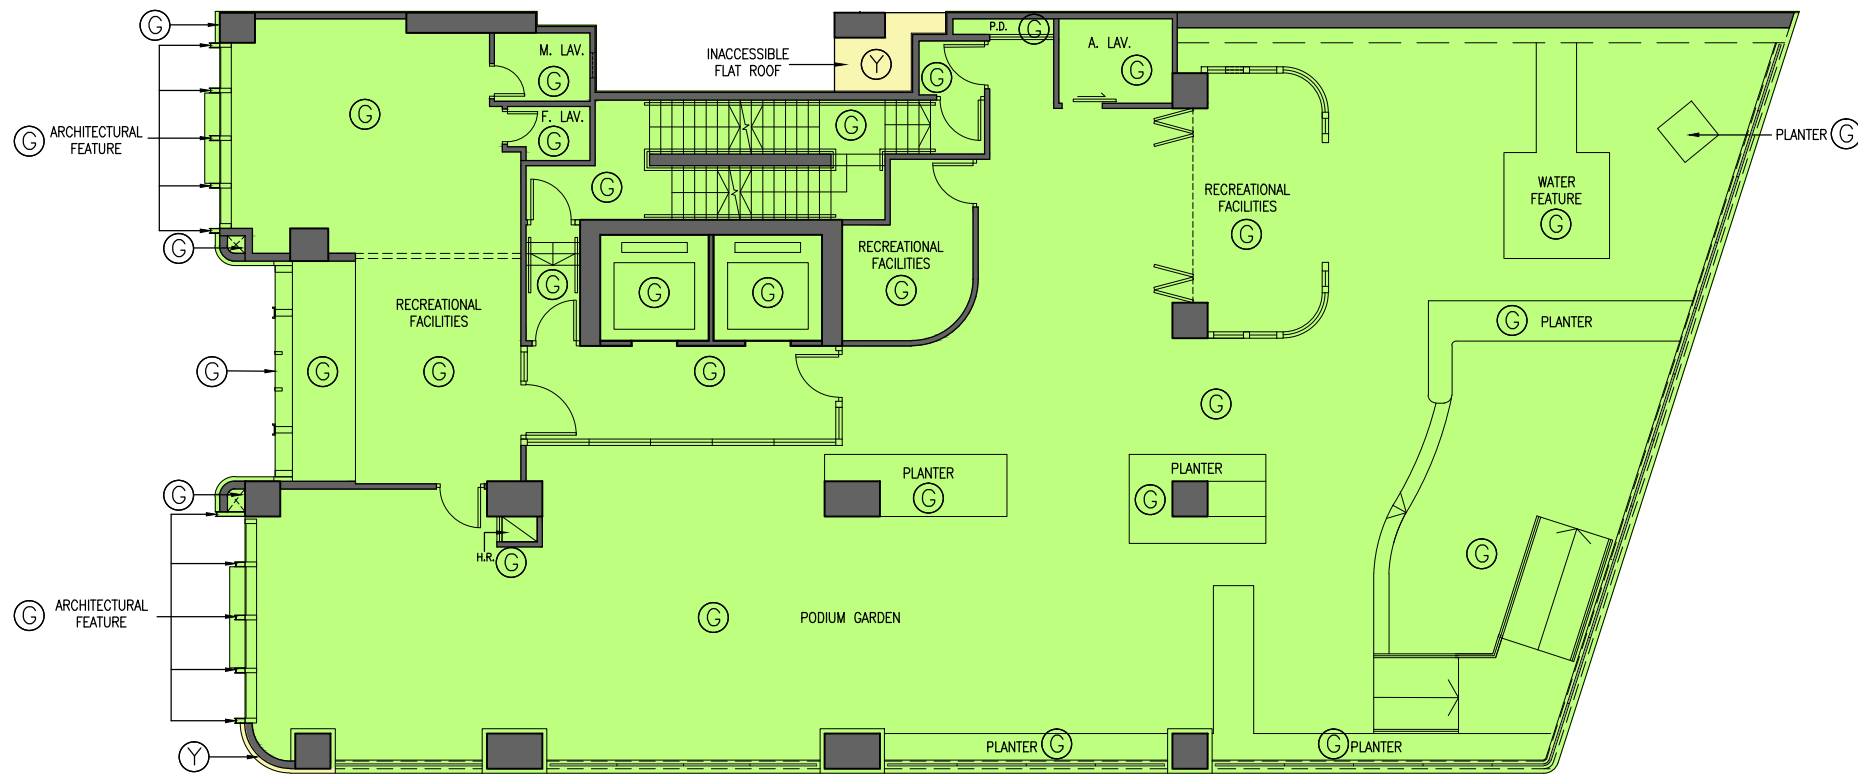 G
P.D.
G
M. LAV.
G
A. LAV.
G
INACCESSIBLE
FLAT ROOF
Y
G
G
F. LAV.
G
G
G
ARCHITECTURAL
FEATURE
PLANTER
G
G
RECREATIONAL
FACILITIES
G
WATER
FEATURE
G
G
RECREATIONAL
FACILITIES
G
G
G
G
RECREATIONAL
FACILITIES
G
G
PLANTER
G
G
G
G
G
PLANTER
G
PLANTER
G
G
H.R.
G
G
G
ARCHITECTURAL
FEATURE
G
PODIUM GARDEN
Y
PLANTER
G
G
PLANTER